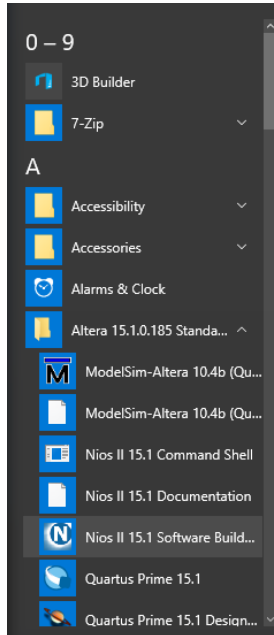 0 – 9
3D Builder
7-Zip
A
Accessibility
Accessories
Alarms & Clock
Altera 15.1.0.185 Standa...
ModelSim-Altera 10.4b (Qu...
ModelSim-Altera 10.4b (Qu...
Nios II 15.1 Command Shell
Nios II 15.1 Documentation
Nios II 15.1 Software Build...
Quartus Prime 15.1
Quartus Prime 15.1 Design...